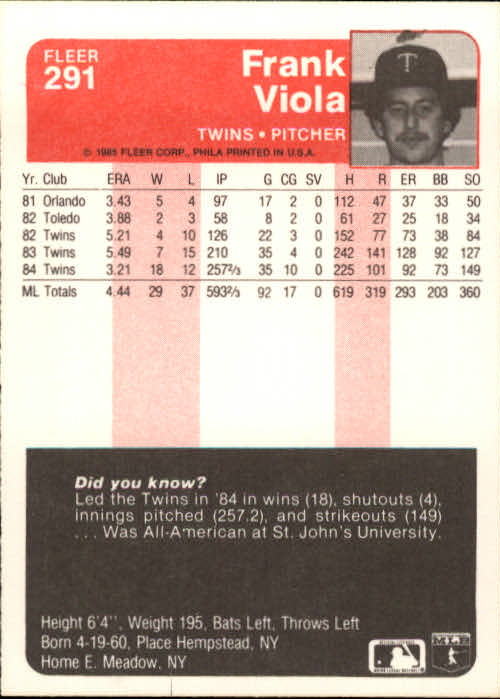 FLEER
291
Frank
Viola
TWINS • PITCHER
© 1985 FLEER CORP., PHILA PRINTED IN U.S.A.
T
Yr. Club ERA W L IP G CG SV H R ER BB SO
81 Orlando 3.43 5 4 97 17 2 0 112 47 37 33 50
82 Toledo 3.88 2 3 58 8 2 0 61 27 25 18 34
82 Twins 5.21 4 10 126 22 3 0 152 77 73 38 84
83 Twins 5.49 7 15 210 35 4 0 242 141 128 92 127
84 Twins 3.21 18 12 257 2/3 35 10 0 225 101 92 73 149
ML Totals 4.44 29 37 593 2/3 92 17 0 619 319 293 203 360
Did you know?
Led the Twins in '84 in wins (18), shutouts (4),
innings pitched (257.2), and strikeouts (149)
. . . Was All-American at St. John's University.
Height 6'4", Weight 195, Bats Left, Throws Left
Born 4-19-60, Place Hempstead, NY
Home E. Meadow, NY